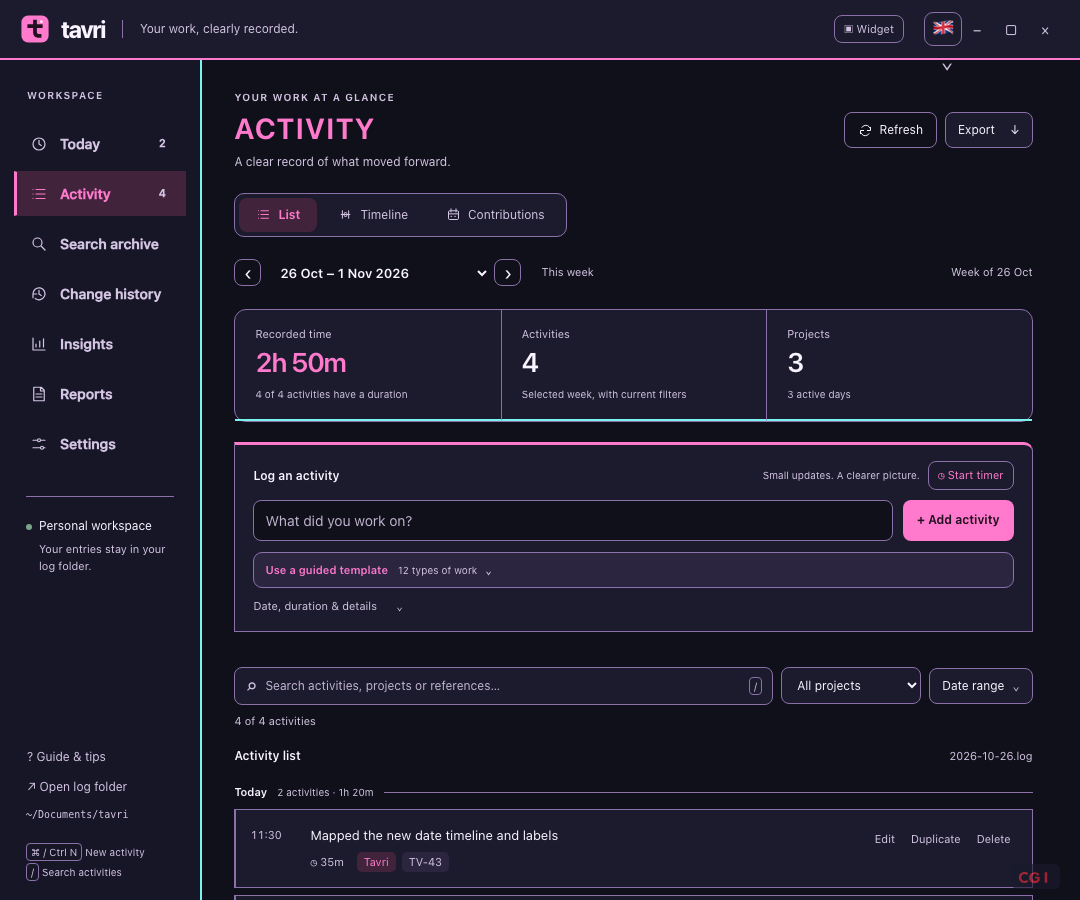 tavri
Your work, clearly recorded.
Widget
WORKSPACE
Today 2
Activity 4
Search archive
Change history
Insights
Reports
Settings
Personal workspace
Your entries stay in your
log folder.
? Guide & tips
↗ Open log folder
~/Documents/tavri
⌘ / Ctrl N New activity
/ Search activities
YOUR WORK AT A GLANCE
ACTIVITY
A clear record of what moved forward.
Refresh
Export ↓
List
Timeline
Contributions
‹ 26 Oct – 1 Nov 2026 › This week
Week of 26 Oct
Recorded time
2h 50m
4 of 4 activities have a duration
Activities
4
Selected week, with current filters
Projects
3
3 active days
Log an activity
Small updates. A clearer picture.
Start timer
What did you work on?
+ Add activity
Use a guided template 12 types of work
Date, duration & details
Search activities, projects or references... /
All projects
Date range
4 of 4 activities
Activity list
2026-10-26.log
Today 2 activities · 1h 20m
11:30 Mapped the new date timeline and labels
35m Tavri TV-43
Edit Duplicate Delete
CGI